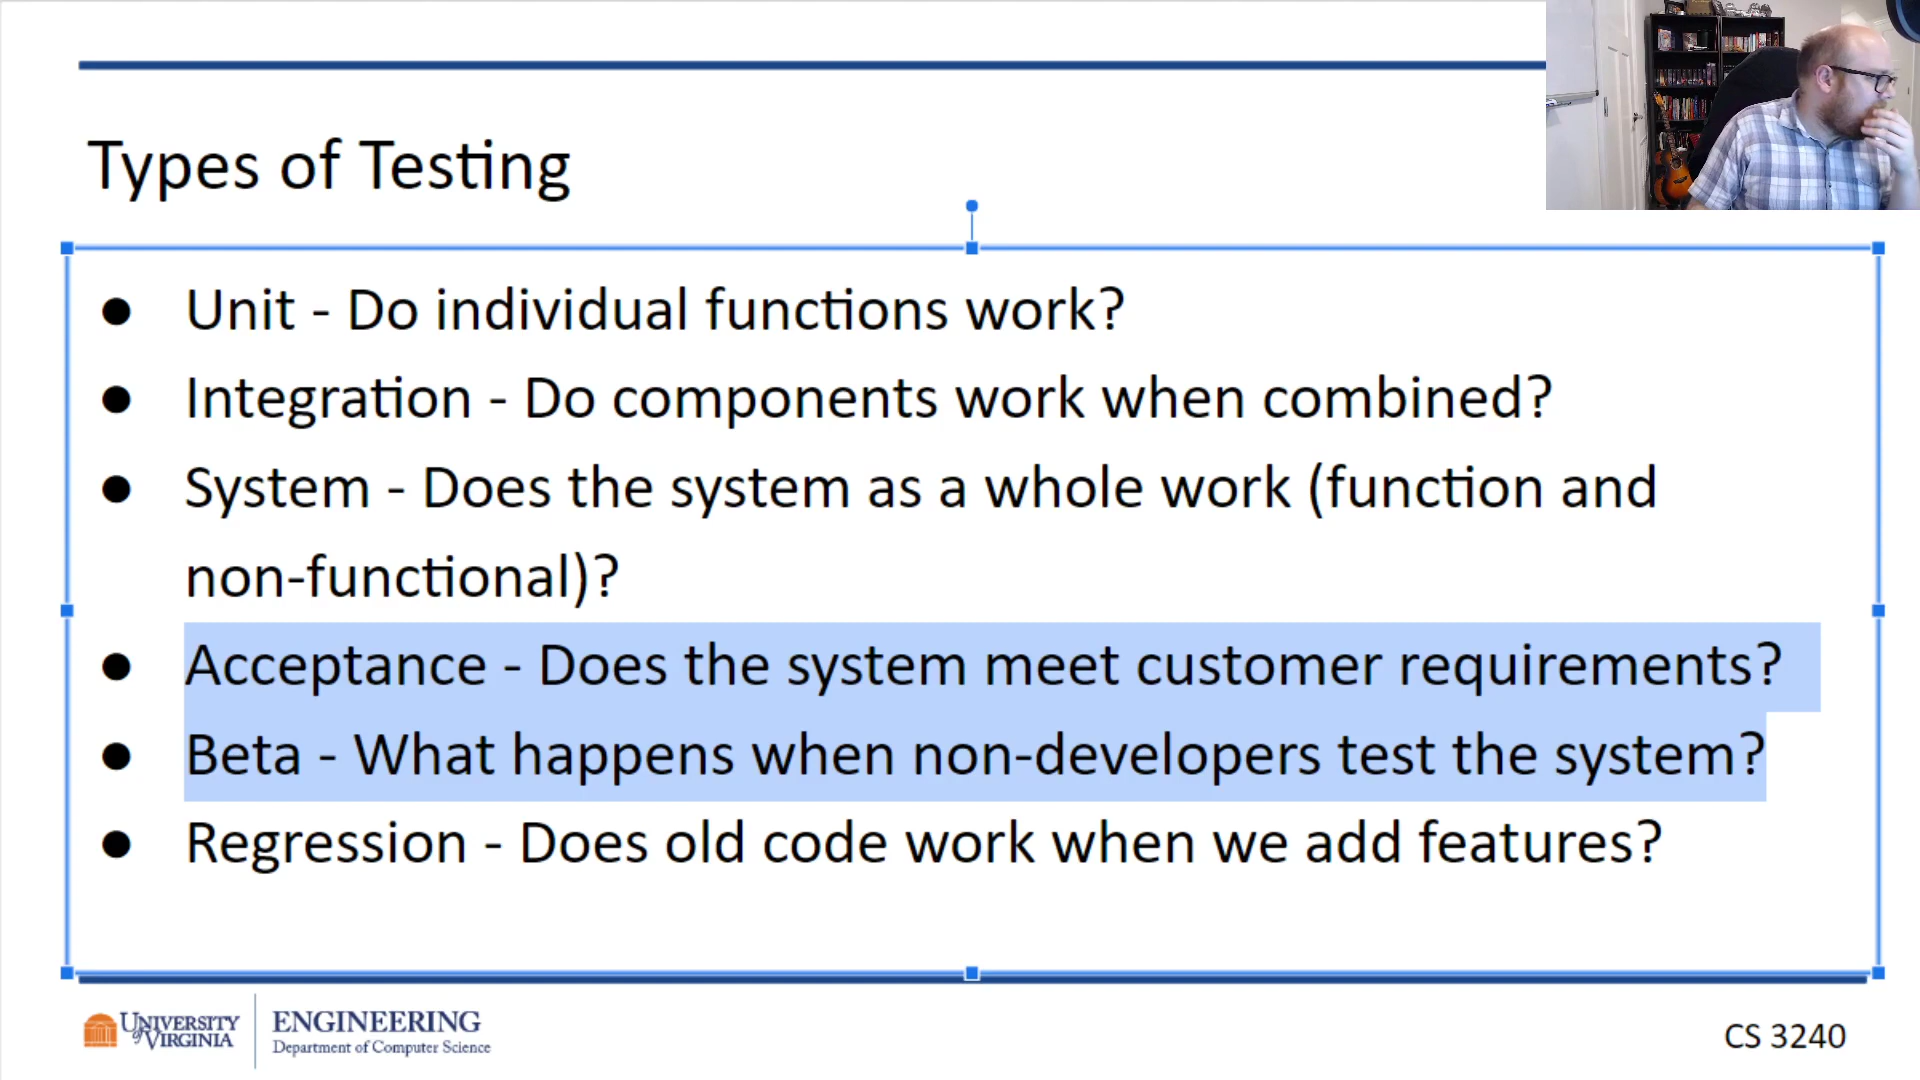 Types of Testing
● Unit - Do individual functions work?
● Integration - Do components work when combined?
● System - Does the system as a whole work (function and
non-functional)?
● Acceptance - Does the system meet customer requirements?
● Beta - What happens when non-developers test the system?
● Regression - Does old code work when we add features?
UNIVERSITY
of VIRGINIA
ENGINEERING
Department of Computer Science
CS 3240